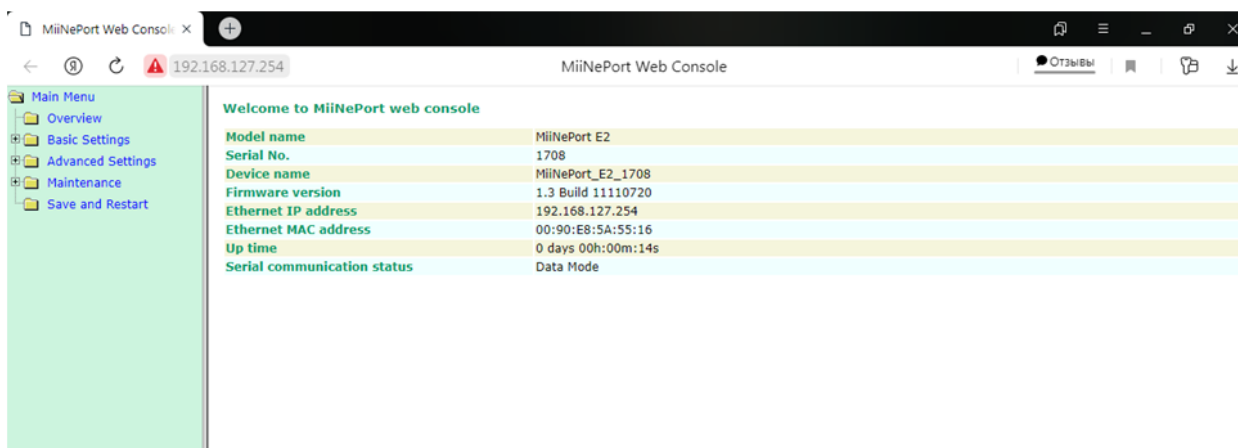 MiiNePort Web Consol
192.168.127.254
MiiNePort Web Console
Отзывы
Main Menu
Overview
Basic Settings
Advanced Settings
Maintenance
Save and Restart
Welcome to MiiNePort web console
Model name MiiNePort E2
Serial No. 1708
Device name MiiNePort_E2_1708
Firmware version 1.3 Build 11110720
Ethernet IP address 192.168.127.254
Ethernet MAC address 00:90:E8:5A:55:16
Up time 0 days 00h:00m:14s
Serial communication status Data Mode